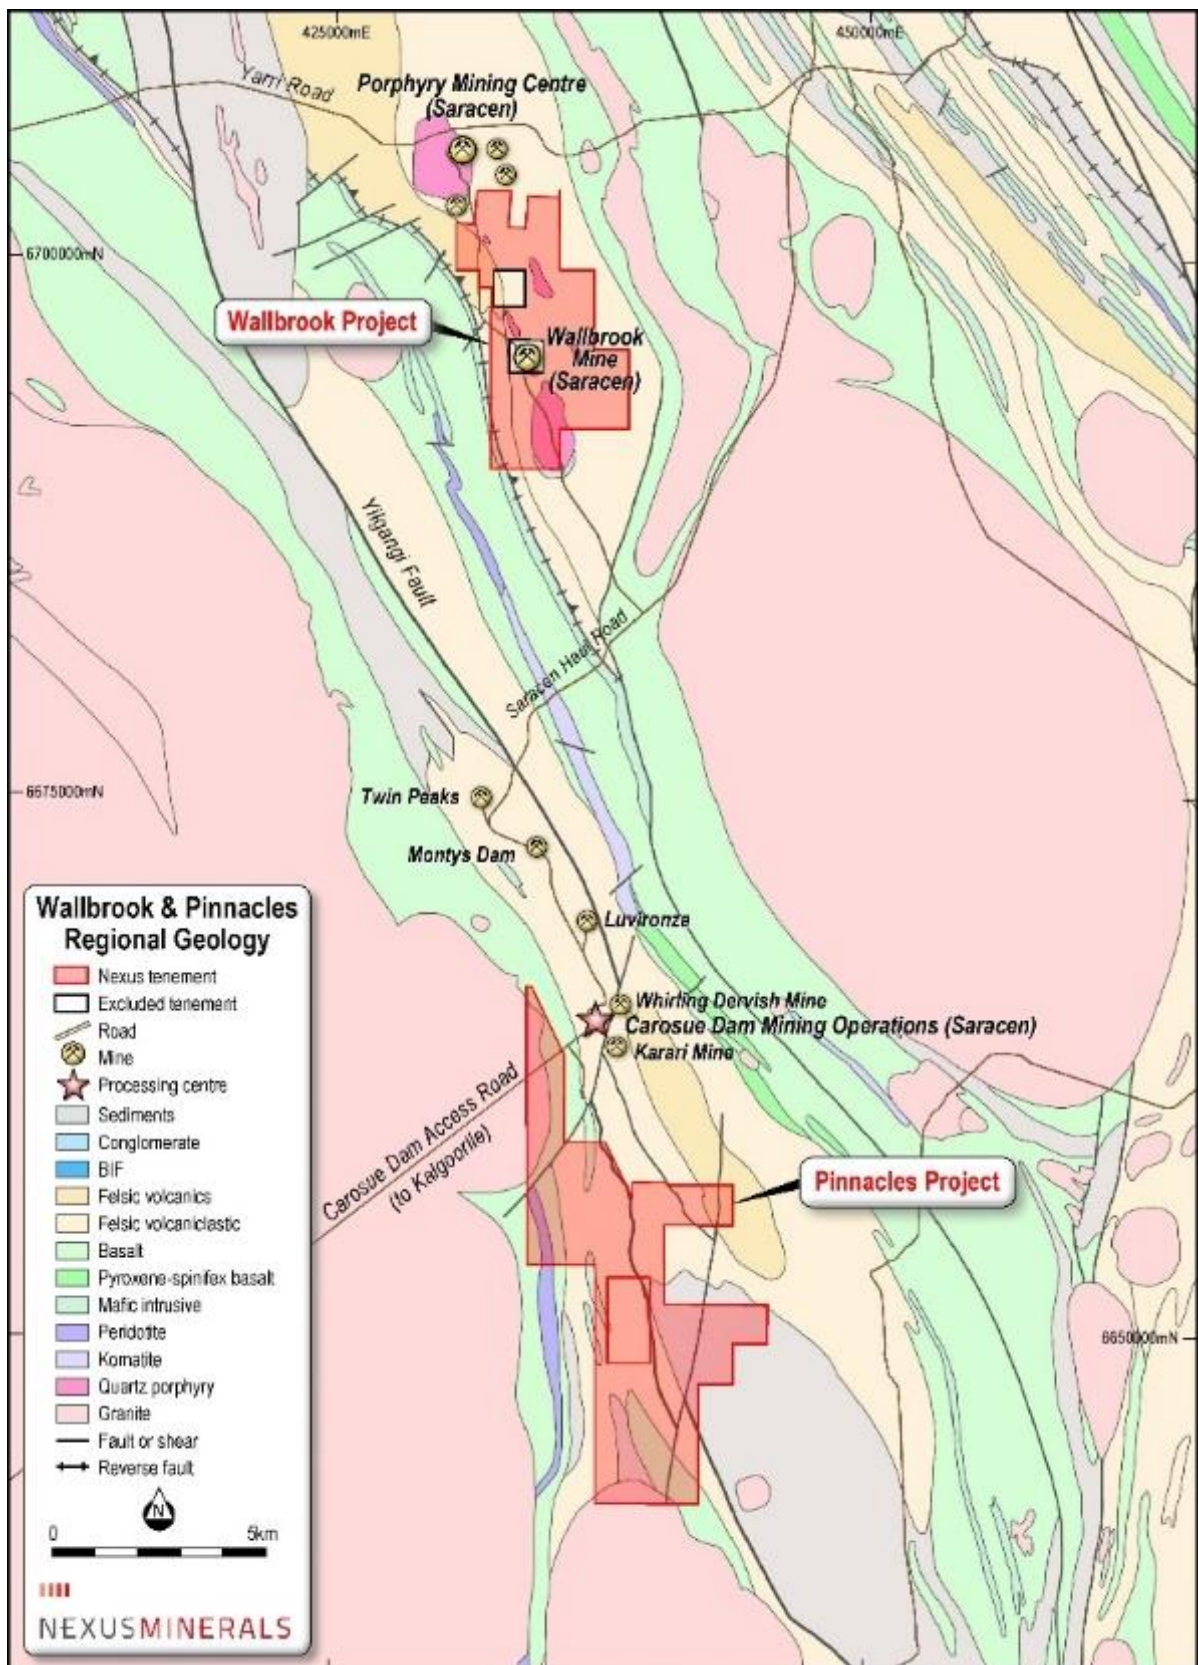 425000mE
450000mE
Yarri Road
Porphyry Mining Centre
(Saracen)
6700000mN
Wallbrook Project
Wallbrook
Mine
(Saracen)
Yilgangi Fault
Saracen Haul Road
6675000mN
Twin Peaks
Montys Dam
Luvironza
Whirling Dervish Mine
Carosue Dam Mining Operations (Saracen)
Karari Mine
Carosue Dam Access Road
(to Kalgoorlie)
Pinnacles Project
6650000mN
Wallbrook & Pinnacles
Regional Geology
Nexus tenement
Excluded tenement
Road
Mine
Processing centre
Sediments
Conglomerate
BIF
Felsic volcanics
Felsic volcaniclastic
Basalt
Pyroxene-spinifex basalt
Mafic intrusive
Peridotite
Komatite
Quartz porphyry
Granite
Fault or shear
Reverse fault
N
0 5km
NEXUSMINERALS